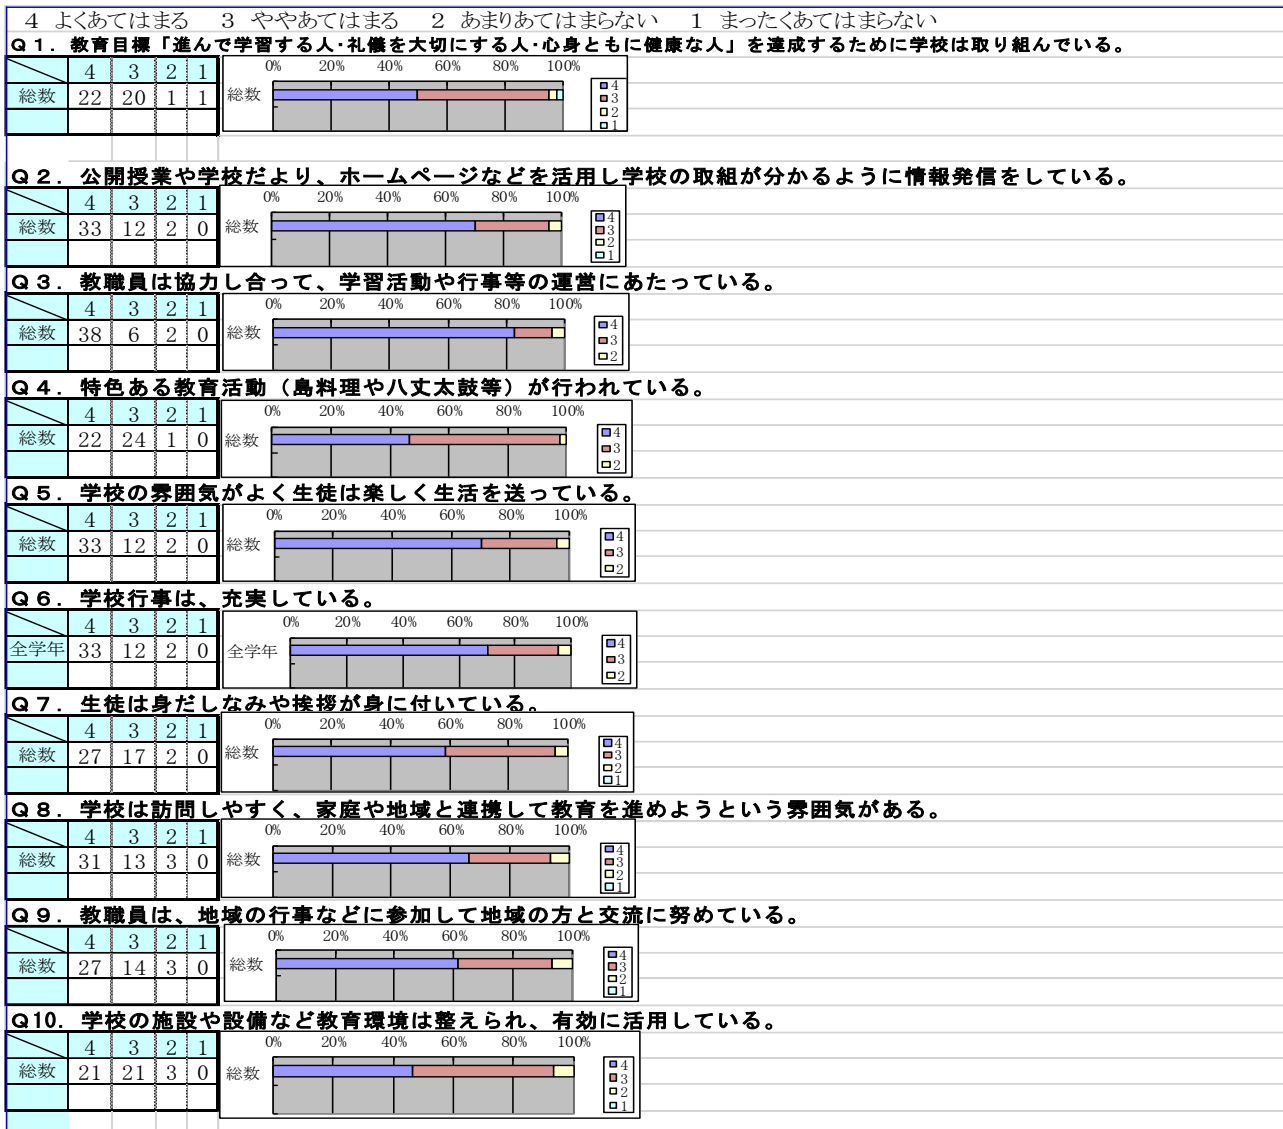 4 よくあてはまる 3 ややあてはまる 2 あまりあてはまらない 1 まったくあてはまらない
Q1. 教育目標「進んで学習する人・礼儀を大切にする人・心身ともに健康な人」を達成するために学校は取り組んでいる。
4 3 2 1
総数 22 20 1 1
0% 20% 40% 60% 80% 100%
総数
4
3
2
1
Q2. 公開授業や学校だより、ホームページなどを活用し学校の取組が分かるように情報発信をしている。
4 3 2 1
総数 33 12 2 0
0% 20% 40% 60% 80% 100%
総数
4
3
2
1
Q3. 教職員は協力し合って、学習活動や行事等の運営にあたっている。
4 3 2 1
総数 38 6 2 0
0% 20% 40% 60% 80% 100%
総数
4
3
2
Q4. 特色ある教育活動（島料理や八丈太鼓等）が行われている。
4 3 2 1
総数 22 24 1 0
0% 20% 40% 60% 80% 100%
総数
4
3
2
Q5. 学校の雰囲気がよく生徒は楽しく生活を送っている。
4 3 2 1
総数 33 12 2 0
0% 20% 40% 60% 80% 100%
総数
4
3
2
Q6. 学校行事は、充実している。
4 3 2 1
全学年 33 12 2 0
0% 20% 40% 60% 80% 100%
全学年
4
3
2
Q7. 生徒は身だしなみや挨拶が身に付いている。
4 3 2 1
総数 27 17 2 0
0% 20% 40% 60% 80% 100%
総数
4
3
2
1
Q8. 学校は訪問しやすく、家庭や地域と連携して教育を進めようという雰囲気がある。
4 3 2 1
総数 31 13 3 0
0% 20% 40% 60% 80% 100%
総数
4
3
2
1
Q9. 教職員は、地域の行事などに参加して地域の方と交流に努めている。
4 3 2 1
総数 27 14 3 0
0% 20% 40% 60% 80% 100%
総数
4
3
2
1
Q10. 学校の施設や設備など教育環境は整えられ、有効に活用している。
4 3 2 1
総数 21 21 3 0
0% 20% 40% 60% 80% 100%
総数
4
3
2
1